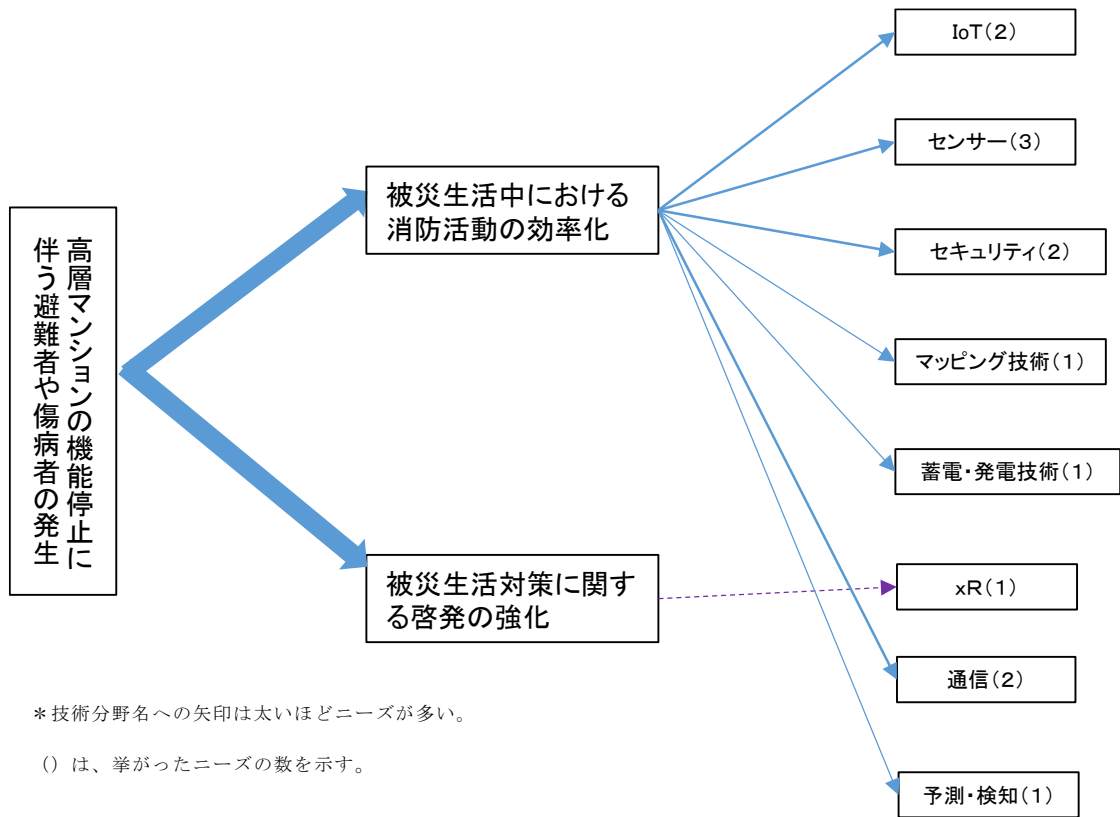 高層マンションの機能停止に
伴う避難者や傷病者の発生
被災生活中における
消防活動の効率化
被災生活対策に関す
る啓発の強化
IoT(2)
センサー(3)
セキュリティ(2)
マッピング技術(1)
蓄電・発電技術(1)
xR(1)
通信(2)
予測・検知(1)
＊技術分野名への矢印は太いほどニーズが多い。
（）は、挙がったニーズの数を示す。